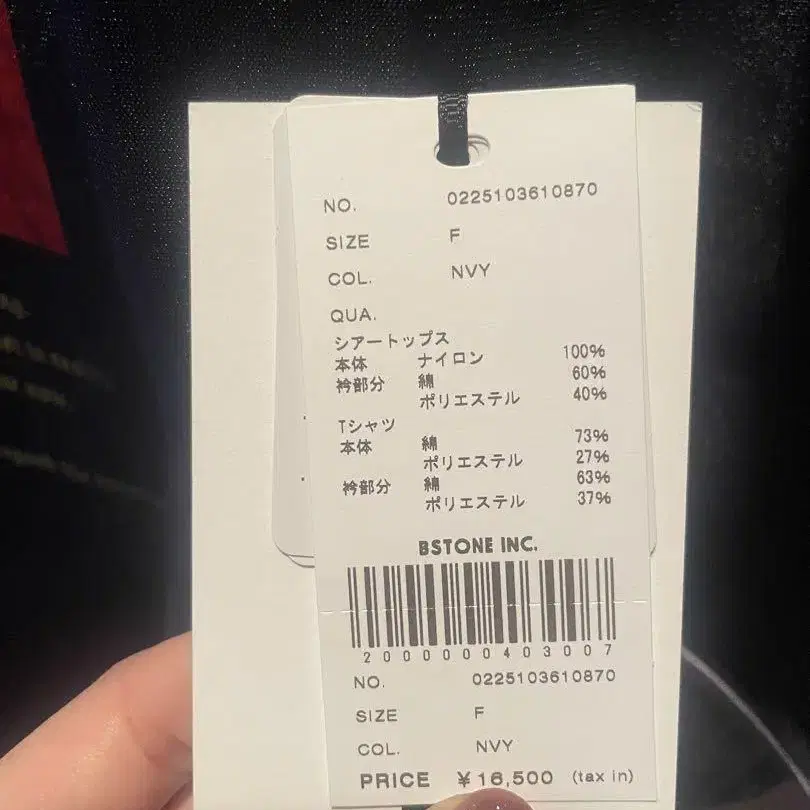 NO. 0225103610870
SIZE F
COL. NVY
QUA.
シアートップス
本体 ナイロン 100%
衿部分 綿 60%
ポリエステル 40%
Tシャツ
本体 綿 73%
ポリエステル 27%
衿部分 綿 63%
ポリエステル 37%
BSTONE INC.
2000000403007
NO. 0225103610870
SIZE F
COL. NVY
PRICE ¥16,500 (tax in)